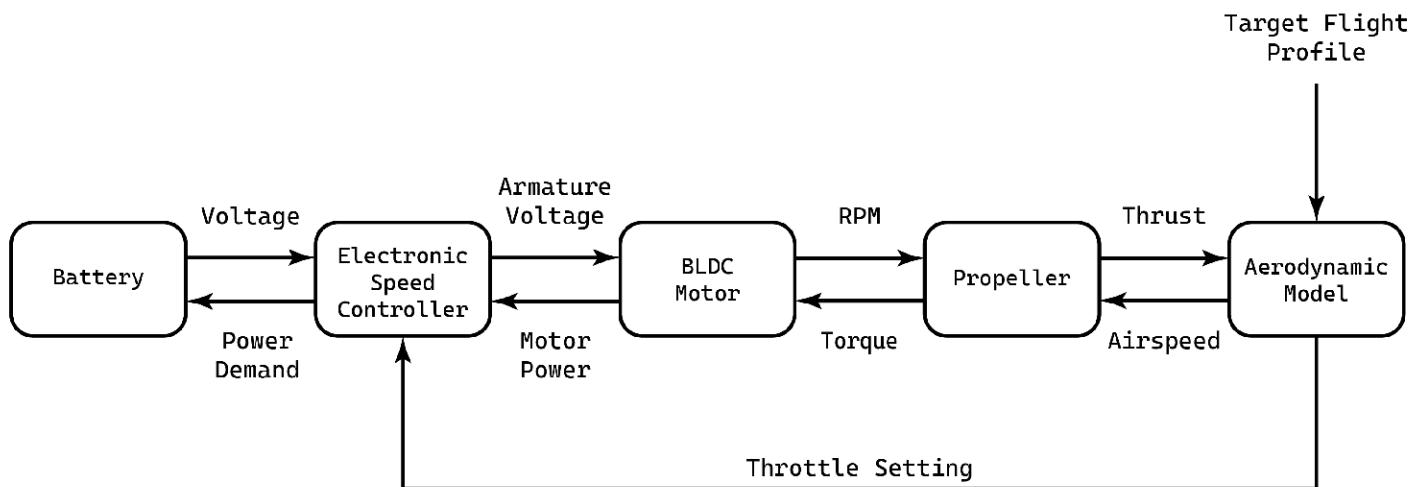 Target Flight
Profile
Armature
Voltage
Voltage
RPM
Thrust
Battery
Electronic
Speed
Controller
BLDC
Motor
Propeller
Aerodynamic
Model
Power
Demand
Motor
Power
Torque
Airspeed
Throttle Setting